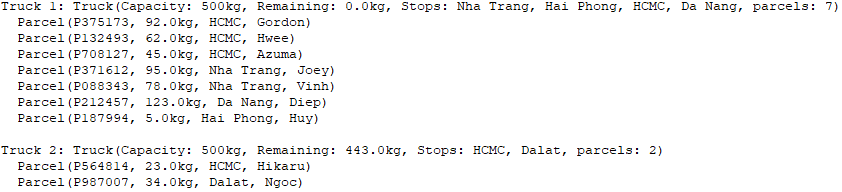 Truck 1: Truck(Capacity: 500kg, Remaining: 0.0kg, Stops: Nha Trang, Hai Phong, HCMC, Da Nang, parcels: 7)
  Parcel(P375173, 92.0kg, HCMC, Gordon)
  Parcel(P132493, 62.0kg, HCMC, Hwee)
  Parcel(P708127, 45.0kg, HCMC, Azuma)
  Parcel(P371612, 95.0kg, Nha Trang, Joey)
  Parcel(P088343, 78.0kg, Nha Trang, Vinh)
  Parcel(P212457, 123.0kg, Da Nang, Diep)
  Parcel(P187994, 5.0kg, Hai Phong, Huy)

Truck 2: Truck(Capacity: 500kg, Remaining: 443.0kg, Stops: HCMC, Dalat, parcels: 2)
  Parcel(P564814, 23.0kg, HCMC, Hikaru)
  Parcel(P987007, 34.0kg, Dalat, Ngoc)